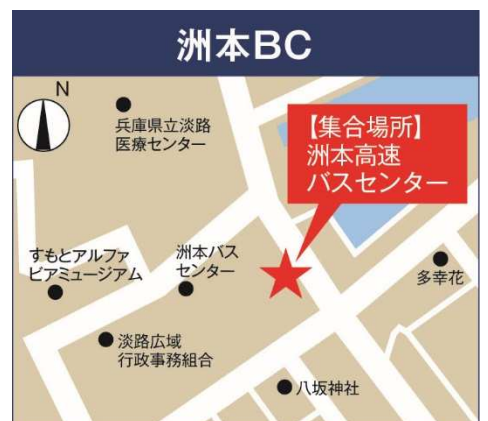 洲本BC
N
兵庫県立淡路
医療センター
【集合場所】
洲本高速
バスセンター
すもとアルファ
ビアミュージアム
洲本バス
センター
多幸花
淡路広域
行政事務組合
八坂神社